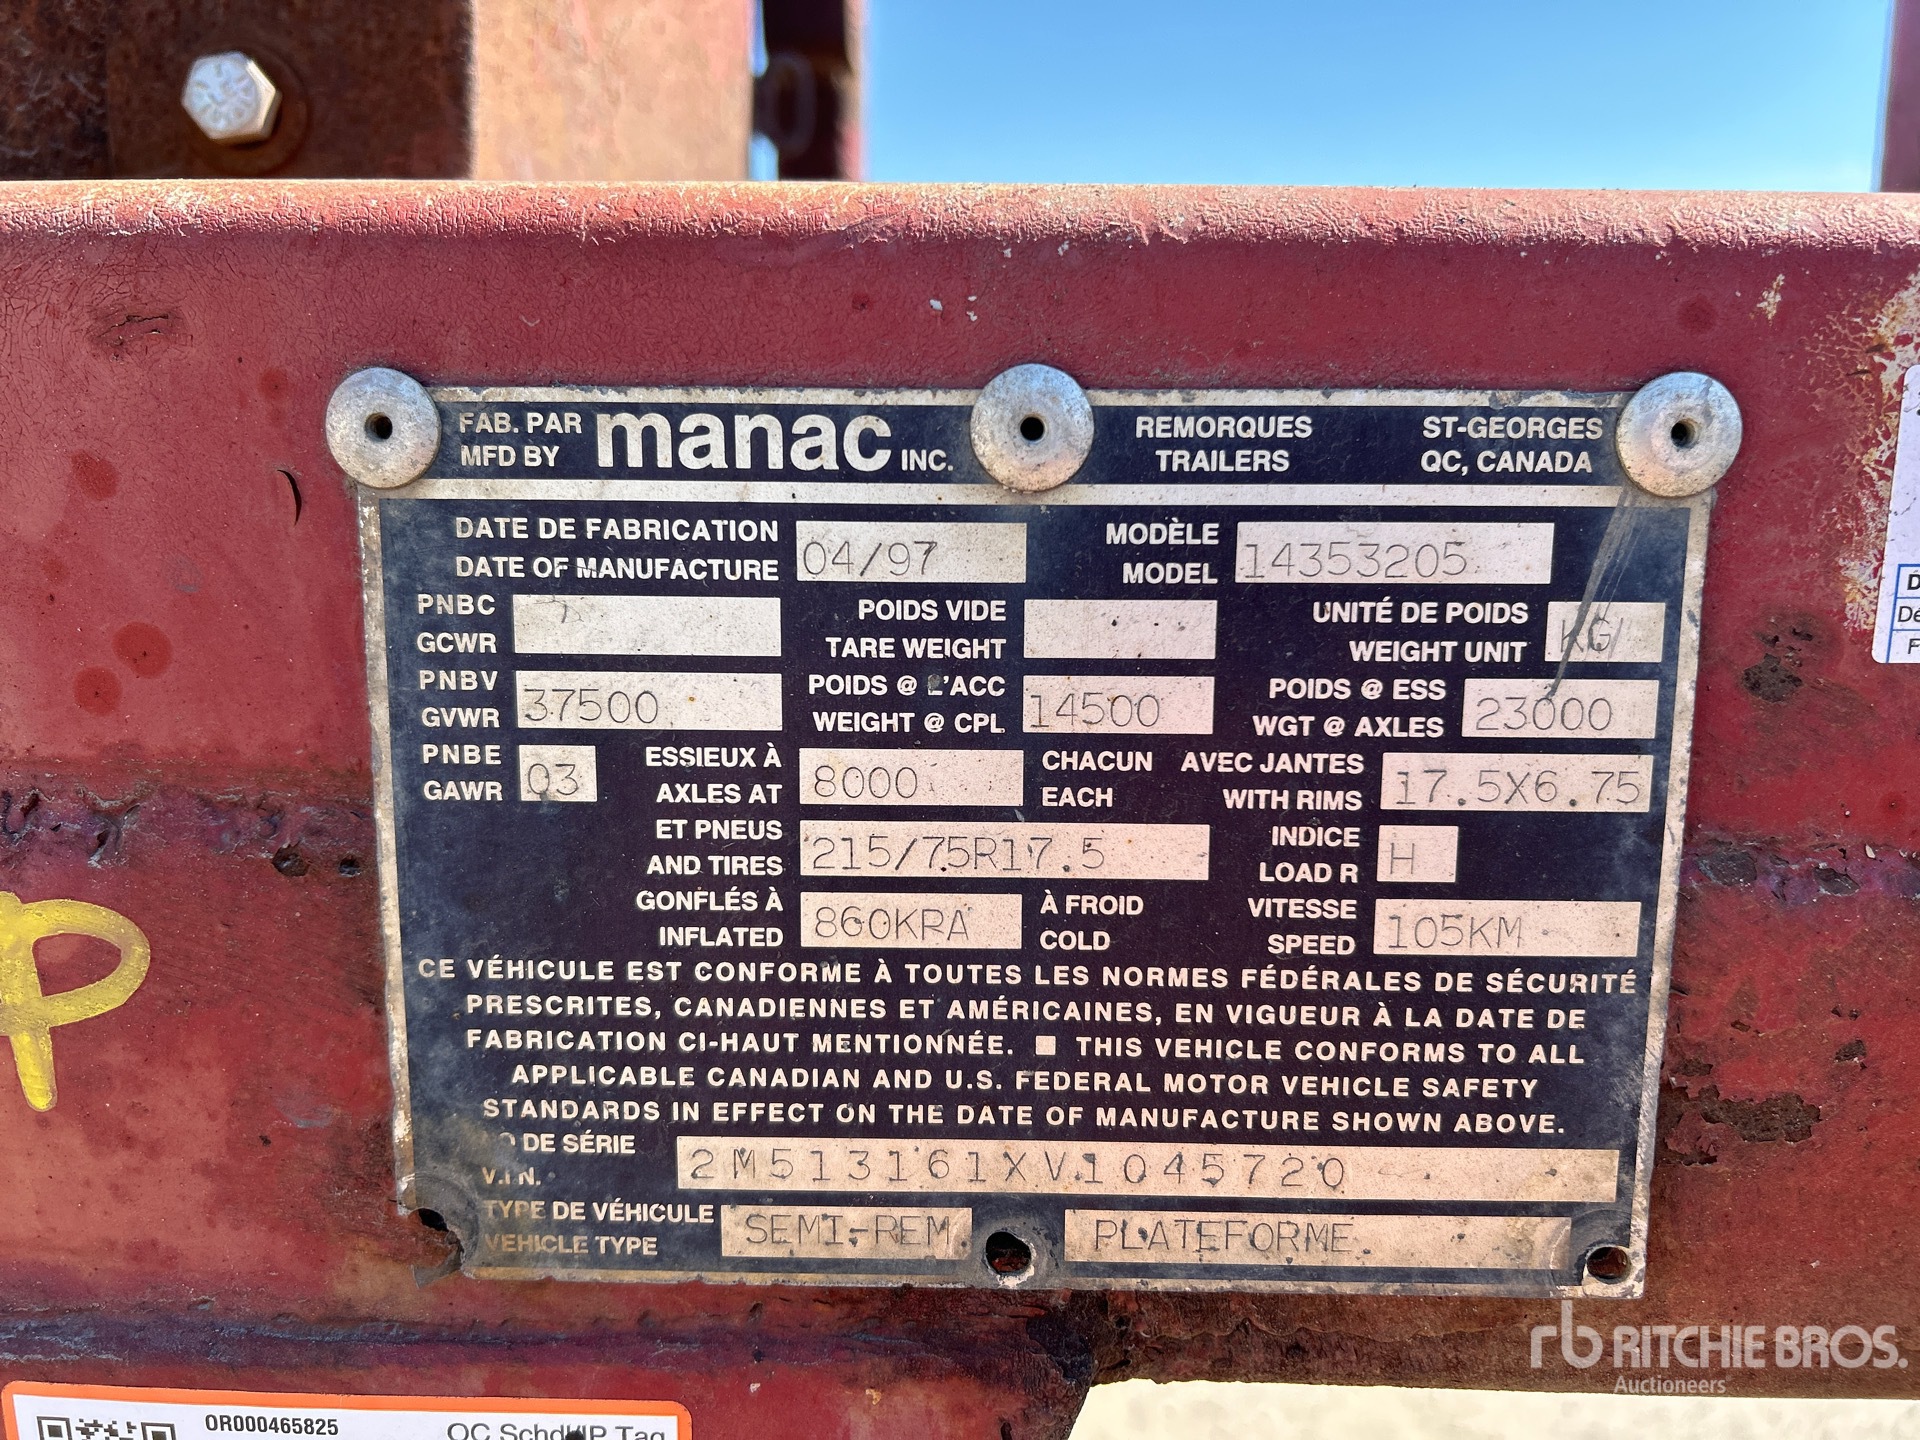 FAB. PAR
MFD BY
manac INC.
REMORQUES
TRAILERS
ST-GEORGES
QC, CANADA
DATE DE FABRICATION
DATE OF MANUFACTURE
04/97
MODÈLE
MODEL
14353205
PNBC
GCWR
POIDS VIDE
TARE WEIGHT
UNITÉ DE POIDS
WEIGHT UNIT
KG
PNBV
GVWR
37500
POIDS @ L'ACC
WEIGHT @ CPL
14500
POIDS @ ESS
WGT @ AXLES
23000
PNBE
GAWR
03
ESSIEUX À
AXLES AT
8000
CHACUN
EACH
AVEC JANTES
WITH RIMS
17.5X6.75
ET PNEUS
AND TIRES
215/75R17.5
INDICE
LOAD R
H
GONFLÉS À
INFLATED
860KPA
À FROID
COLD
VITESSE
SPEED
105KM
CE VÉHICULE EST CONFORME À TOUTES LES NORMES FÉDÉRALES DE SÉCURITÉ
PRESCRITES, CANADIENNES ET AMÉRICAINES, EN VIGUEUR À LA DATE DE
FABRICATION CI-HAUT MENTIONNÉE. ■ THIS VEHICLE CONFORMS TO ALL
APPLICABLE CANADIAN AND U.S. FEDERAL MOTOR VEHICLE SAFETY
STANDARDS IN EFFECT ON THE DATE OF MANUFACTURE SHOWN ABOVE.
NO DE SÉRIE
V.I.N.
2M513161XV1045720
TYPE DE VÉHICULE
VEHICLE TYPE
SEMI-REM.
PLATEFORME
P
rb RITCHIE BROS.
Auctioneers
OR000465825